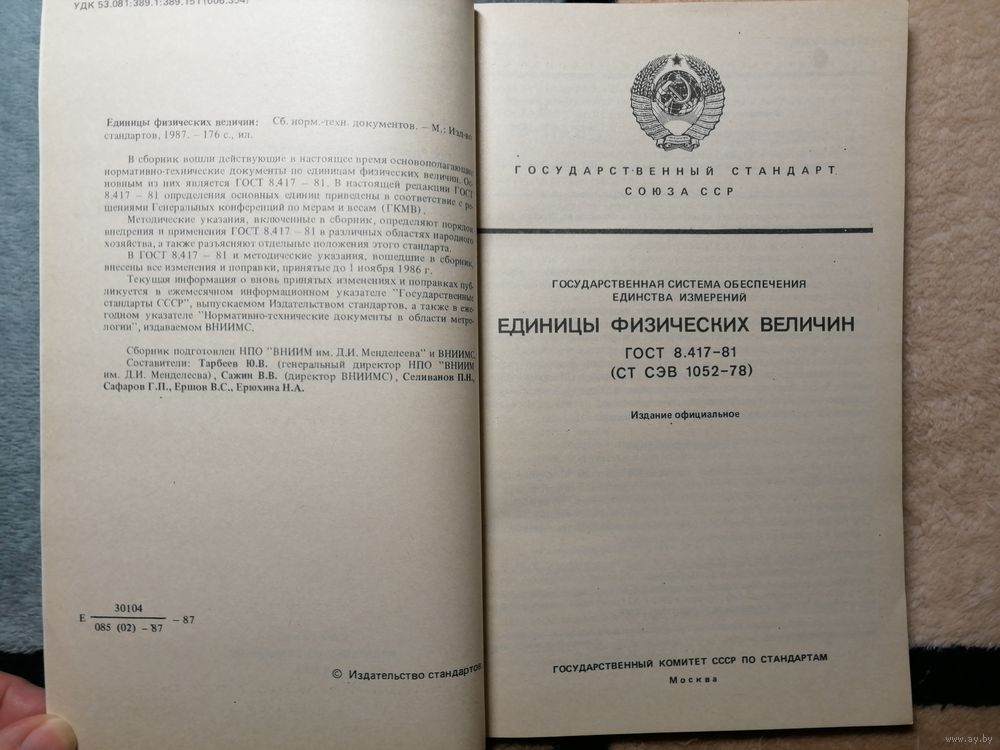 УДК 53.081:389.1:389.151 (006.354)
Единицы физических величин: Сб. норм.-техн. документов. – М.: Изд-во
стандартов, 1987. – 176 с., ил.
В сборник вошли действующие в настоящее время основополагающие
нормативно-технические документы по единицам физических величин. Ос-
новным из них является ГОСТ 8.417 – 81. В настоящей редакции ГОСТ
8.417 – 81 определения основных единиц приведены в соответствие с ре-
шениями Генеральных конференций по мерам и весам (ГКМВ).
Методические указания, включенные в сборник, определяют порядок
внедрения и применения ГОСТ 8.417 – 81 в различных областях народного
хозяйства, а также разъясняют отдельные положения этого стандарта.
В ГОСТ 8.417 – 81 и методические указания, вошедшие в сборник,
внесены все изменения и поправки, принятые до 1 ноября 1986 г.
Текущая информация о вновь принятых изменениях и поправках пуб-
ликуется в ежемесячном информационном указателе "Государственные
стандарты СССР", выпускаемом Издательством стандартов, а также в еже-
годном указателе "Нормативно-технические документы в области метро-
логии", издаваемом ВНИИМС.
Сборник подготовлен НПО "ВНИИМ им. Д.И. Менделеева" и ВНИИМС.
Составители: Тарбеев Ю.В. (генеральный директор НПО "ВНИИМ
им. Д.И. Менделеева), Сажин В.В. (директор ВНИИМС), Селиванов П.Н.,
Сафаров Г.П., Ершов В.С., Ерюхина Н.А.
30104
Е – 87
085 (02) – 87
© Издательство стандартов
ГОСУДАРСТВЕННЫЙ СТАНДАРТ
СОЮЗА ССР
ГОСУДАРСТВЕННАЯ СИСТЕМА ОБЕСПЕЧЕНИЯ
ЕДИНСТВА ИЗМЕРЕНИЙ
ЕДИНИЦЫ ФИЗИЧЕСКИХ ВЕЛИЧИН
ГОСТ 8.417–81
(СТ СЭВ 1052–78)
Издание официальное
ГОСУДАРСТВЕННЫЙ КОМИТЕТ СССР ПО СТАНДАРТАМ
Москва
www.ay.by